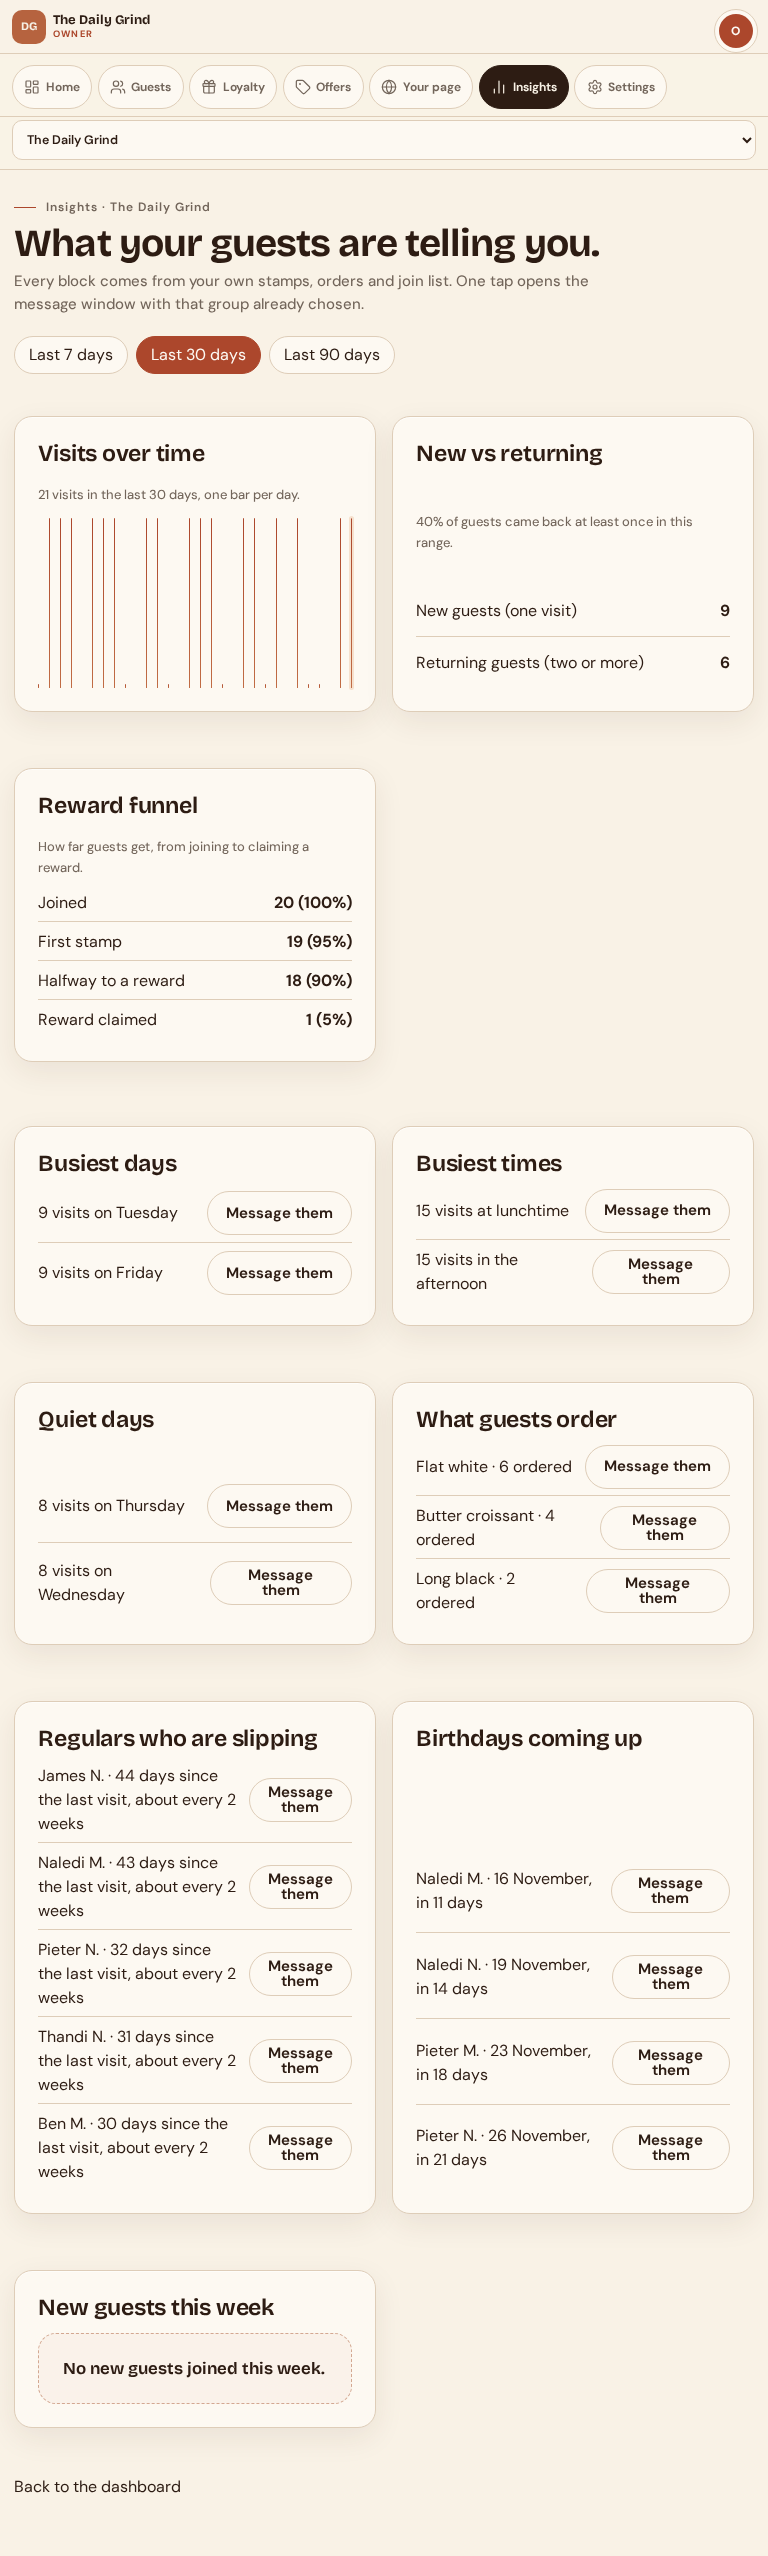 DG
The Daily Grind
OWNER
O
Home
Guests
Loyalty
Offers
Your page
Insights
Settings
The Daily Grind
Insights · The Daily Grind
What your guests are telling you.
Every block comes from your own stamps, orders and join list. One tap opens the
message window with that group already chosen.
Last 7 days
Last 30 days
Last 90 days
Visits over time
21 visits in the last 30 days, one bar per day.
New vs returning
40% of guests came back at least once in this
range.
New guests (one visit) 9
Returning guests (two or more) 6
Reward funnel
How far guests get, from joining to claiming a
reward.
Joined 20 (100%)
First stamp 19 (95%)
Halfway to a reward 18 (90%)
Reward claimed 1 (5%)
Busiest days
9 visits on Tuesday Message them
9 visits on Friday Message them
Busiest times
15 visits at lunchtime Message them
15 visits in the
afternoon
Message
them
Quiet days
8 visits on Thursday Message them
8 visits on
Wednesday
Message
them
What guests order
Flat white · 6 ordered Message them
Butter croissant · 4
ordered
Message
them
Long black · 2
ordered
Message
them
Regulars who are slipping
James N. · 44 days since
the last visit, about every 2
weeks
Message
them
Naledi M. · 43 days since
the last visit, about every 2
weeks
Message
them
Pieter N. · 32 days since
the last visit, about every 2
weeks
Message
them
Thandi N. · 31 days since
the last visit, about every 2
weeks
Message
them
Ben M. · 30 days since the
last visit, about every 2
weeks
Message
them
Birthdays coming up
Naledi M. · 16 November,
in 11 days
Message
them
Naledi N. · 19 November,
in 14 days
Message
them
Pieter M. · 23 November,
in 18 days
Message
them
Pieter N. · 26 November,
in 21 days
Message
them
New guests this week
No new guests joined this week.
Back to the dashboard